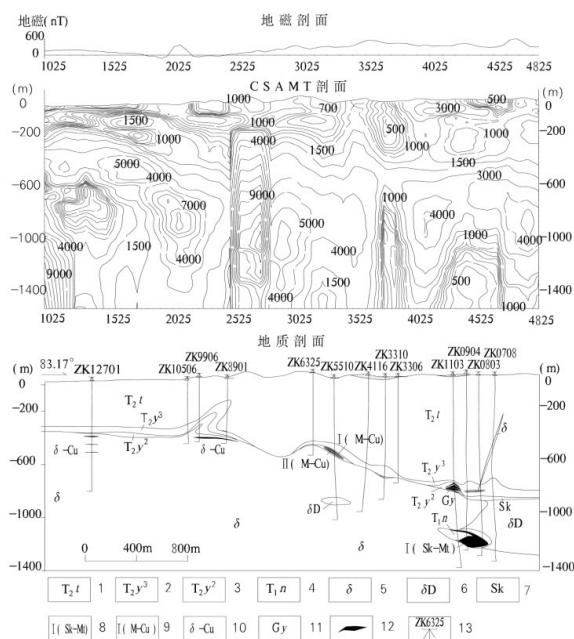 地磁剖面
地磁(nT)
600
0
1025 1525 2025 2525 3025 3525 4025 4525 4825
(m) CSAMT剖面 (m)
0 1000 700 3000 500 0
1500 1000
-200 1000 4000 500 1000 -200
1500 1500
5000 3000
-600 4000 9000 1000 -600
7000 5000 4000
-1000 4000 1500 4000 4000 1000 -1000
9000 1000 500
-1400 4000 1000 -1400
1025 1525 2025 2525 3025 3525 4025 4525 4825
地质剖面
83.17°
ZK12701 ZK10506 ZK9906 ZK8901 ZK6325 ZK5510 ZK4116 ZK3310 ZK3306 ZK1103 ZK0904 ZK0803 ZK0708
(m) (m)
0 0
T₂t T₂t δ
-200 -200
T₂y³ I(M-Cu)
T₂y²
δ-Cu δ-Cu II(M-Cu) T₂y³
-600 -600
T₂y² Gy Sk
δ δD δD
-1000 T₁n -1000
δ δ I(Sk-Mt)
0 400m 800m
-1400 -1400
T₂t 1 T₂y³ 2 T₂y² 3 T₁n 4 δ 5 δD 6 Sk 7
I(Sk-Mt) 8 I(M-Cu) 9 δ-Cu 10 Gy 11 12 ZK6325 13